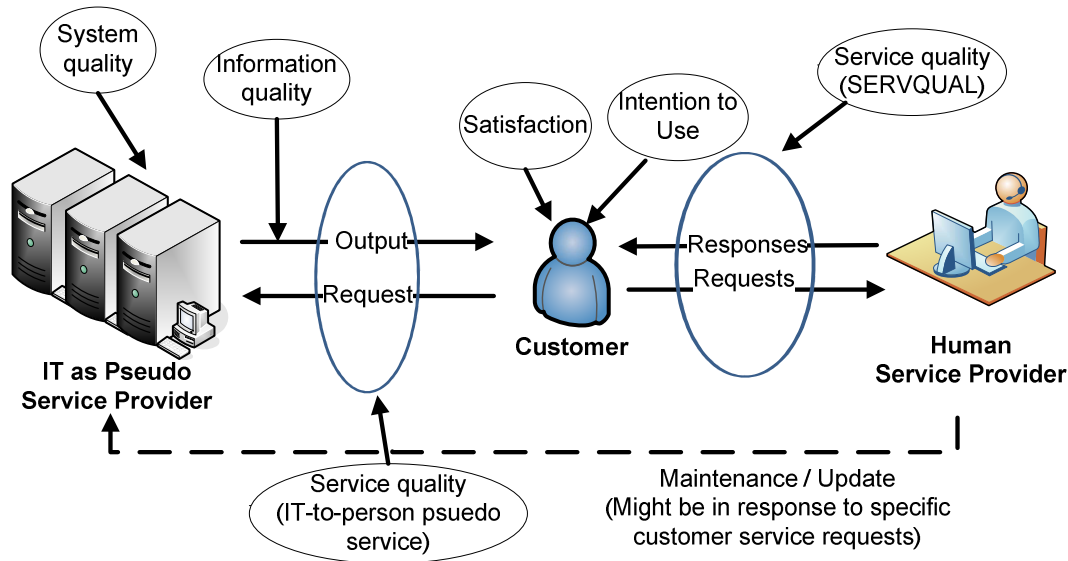 System
quality
Information
quality
Satisfaction
Intention to
Use
Service quality
(SERVQUAL)
Output
Request
Responses
Requests
IT as Pseudo
Service Provider
Customer
Human
Service Provider
Service quality
(IT-to-person psuedo
service)
Maintenance / Update
(Might be in response to specific
customer service requests)